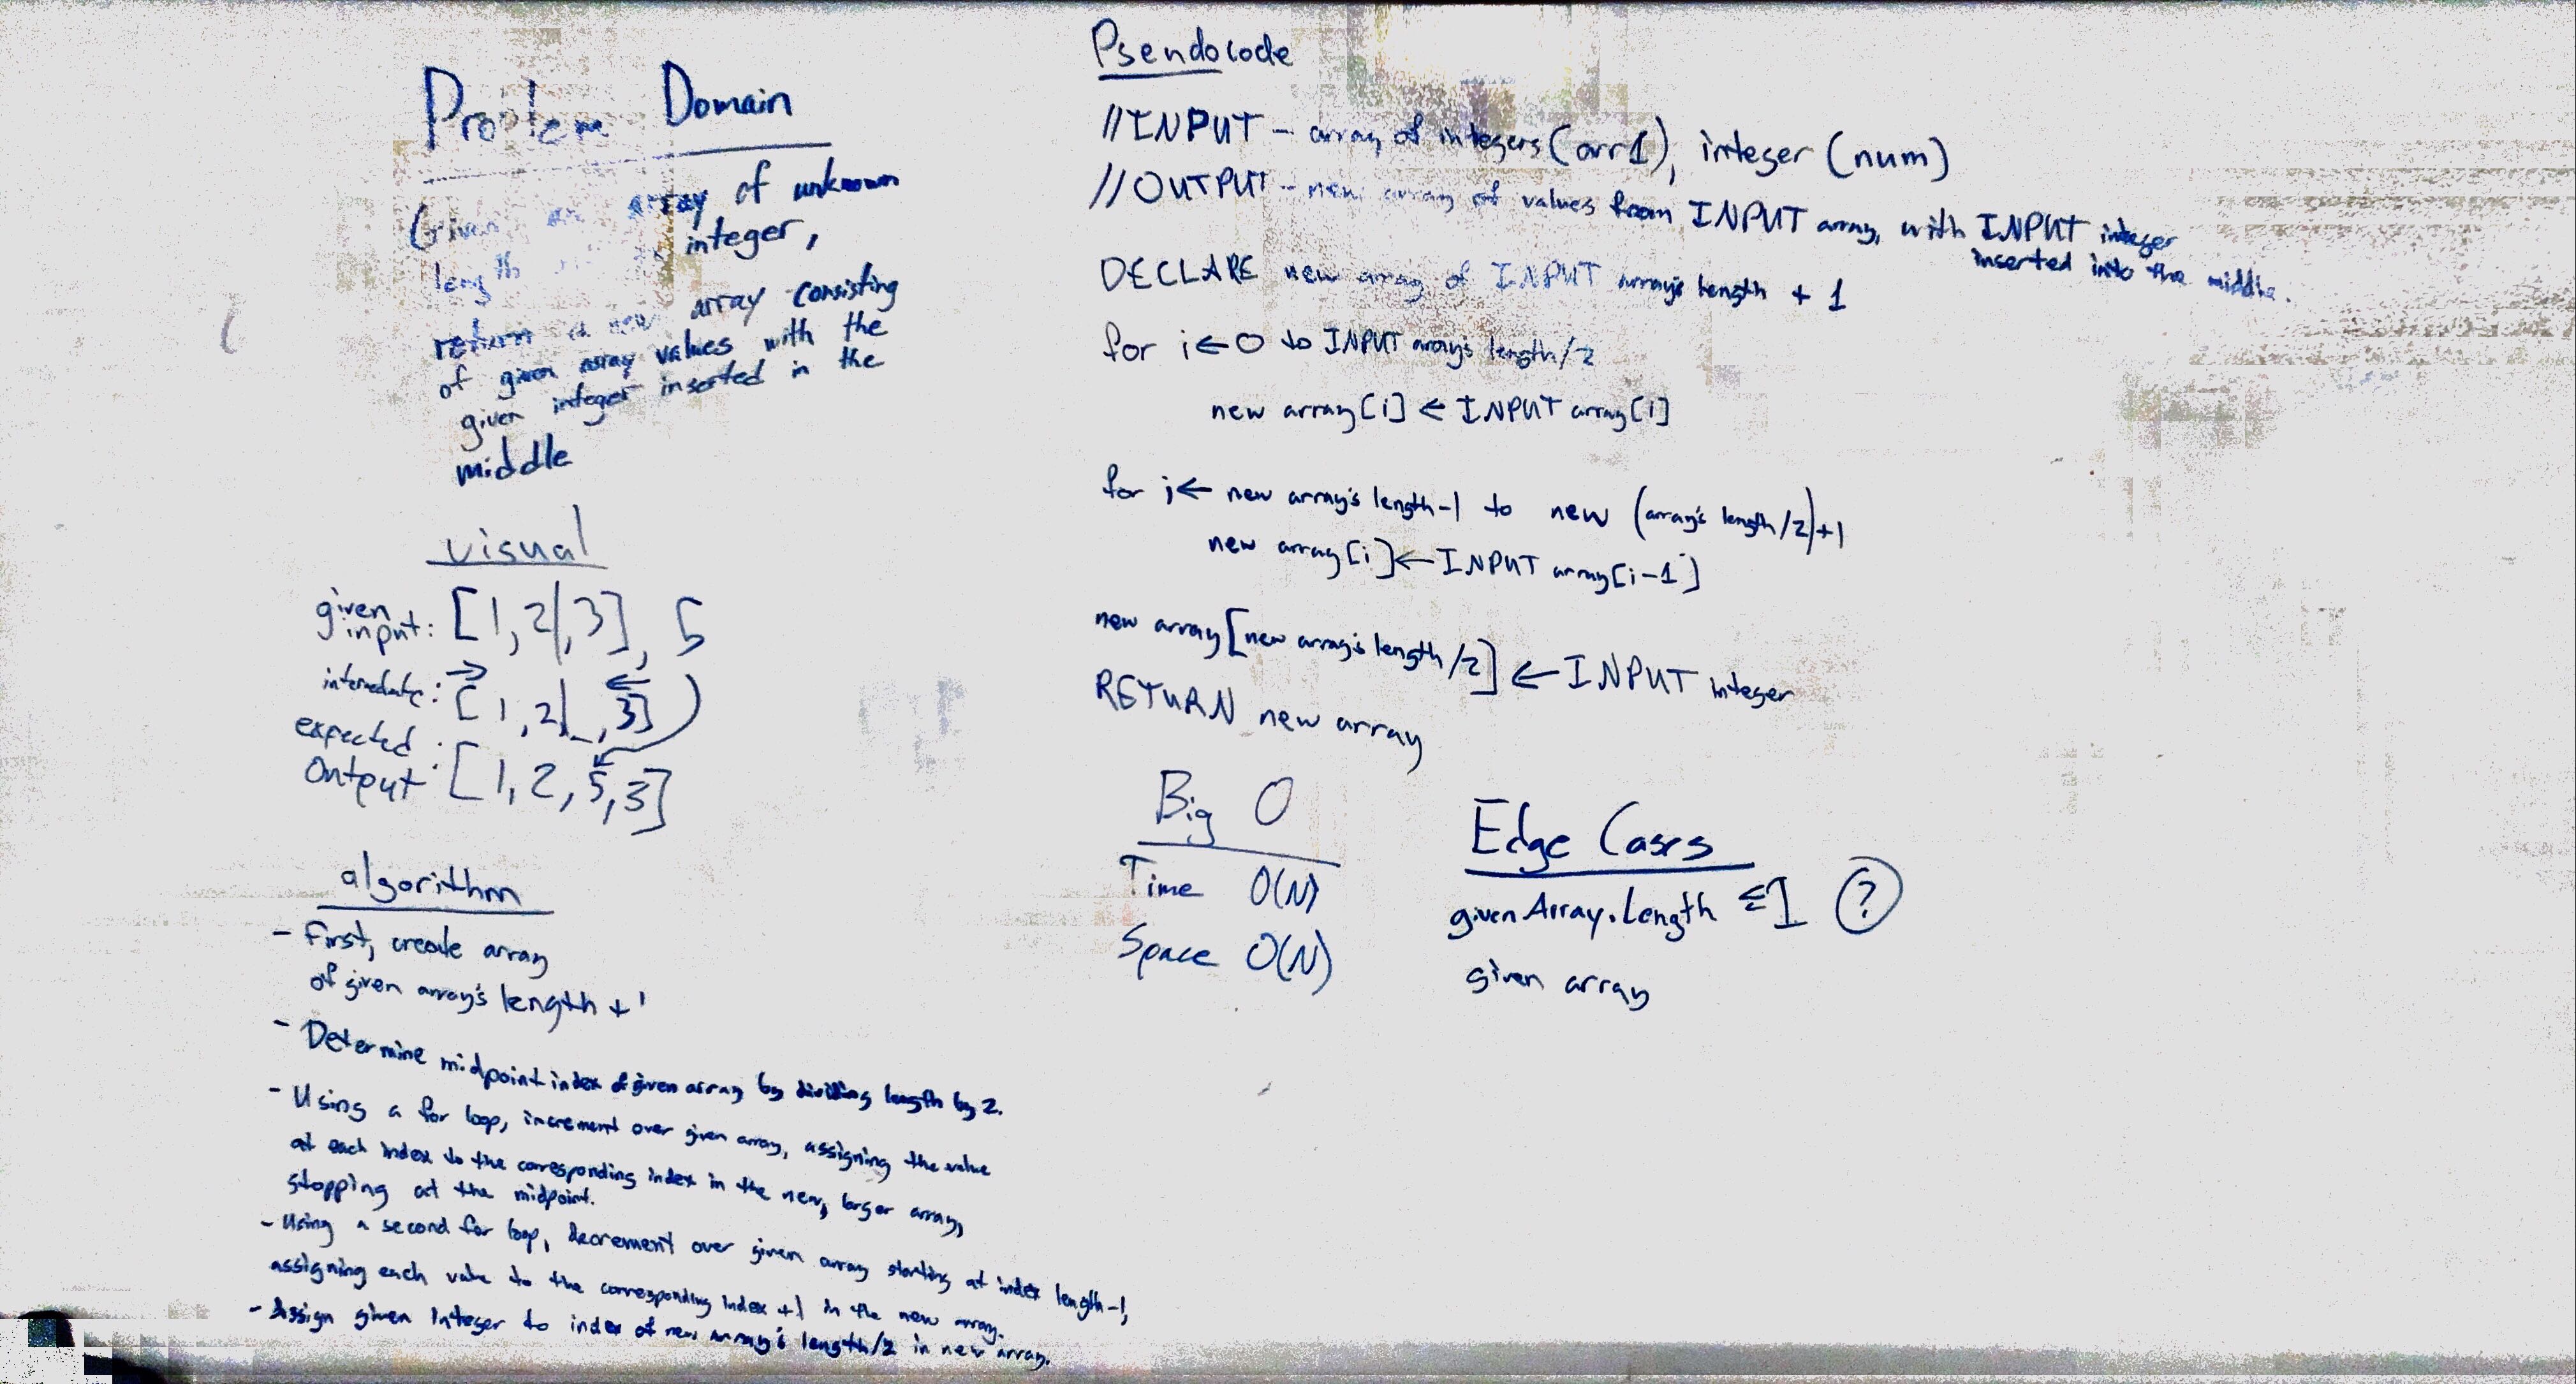 Problem Domain
Given an array of unknown
length integer,
return a new array consisting
of given array values with the
given integer inserted in the
middle
visual
given
input: [1, 2|, 3], 5
intermediate: [1, 2|_, 3]
expected
Output: [1, 2, 5, 3]
algorithm
- First, create array
of given array's length + 1
- Determine midpoint index of given array by dividing length by 2.
- Using a for loop, increment over given array, assigning the value
at each index to the corresponding index in the new, larger array,
stopping at the midpoint.
- Using a second for loop, decrement over given array starting at index length-1,
assigning each value to the corresponding index +1 in the new array.
- Assign given integer to index of new array's length/2 in new array.
Pseudocode
//INPUT - array of integers (arr1), integer (num)
//OUTPUT - new array of values from INPUT array, with INPUT integer
inserted into the middle.
DECLARE new array of INPUT array's length + 1
for i ← 0 to INPUT array's length/2
new array[i] ← INPUT array[i]
for i ← new array's length-1 to new (array's length/2)+1
new array[i] ← INPUT array[i-1]
new array[new array's length/2] ← INPUT integer
RETURN new array
Big O
Time O(N)
Space O(N)
Edge Cases
givenArray.Length ≤ 1 ?
given array